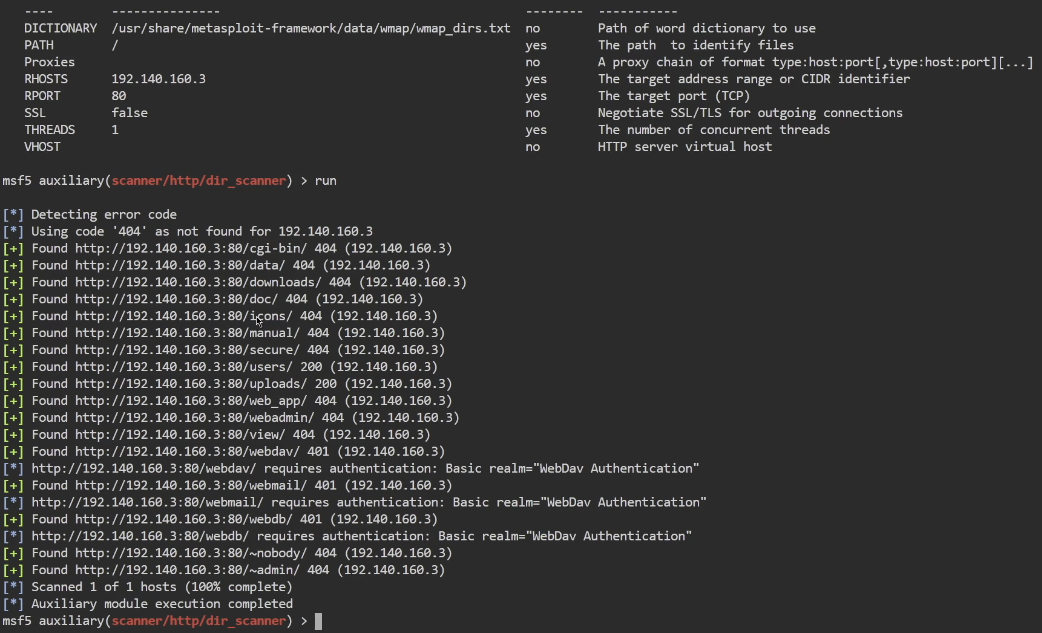 ---- --------------- -------- -----------
DICTIONARY /usr/share/metasploit-framework/data/wmap/wmap_dirs.txt no Path of word dictionary to use
PATH / yes The path  to identify files
Proxies no A proxy chain of format type:host:port[,type:host:port][...]
RHOSTS 192.140.160.3 yes The target address range or CIDR identifier
RPORT 80 yes The target port (TCP)
SSL false no Negotiate SSL/TLS for outgoing connections
THREADS 1 yes The number of concurrent threads
VHOST no HTTP server virtual host
msf5 auxiliary(scanner/http/dir_scanner) > run
[*] Detecting error code
[*] Using code '404' as not found for 192.140.160.3
[+] Found http://192.140.160.3:80/cgi-bin/ 404 (192.140.160.3)
[+] Found http://192.140.160.3:80/data/ 404 (192.140.160.3)
[+] Found http://192.140.160.3:80/downloads/ 404 (192.140.160.3)
[+] Found http://192.140.160.3:80/doc/ 404 (192.140.160.3)
[+] Found http://192.140.160.3:80/icons/ 404 (192.140.160.3)
[+] Found http://192.140.160.3:80/manual/ 404 (192.140.160.3)
[+] Found http://192.140.160.3:80/secure/ 404 (192.140.160.3)
[+] Found http://192.140.160.3:80/users/ 200 (192.140.160.3)
[+] Found http://192.140.160.3:80/uploads/ 200 (192.140.160.3)
[+] Found http://192.140.160.3:80/web_app/ 404 (192.140.160.3)
[+] Found http://192.140.160.3:80/webadmin/ 404 (192.140.160.3)
[+] Found http://192.140.160.3:80/view/ 404 (192.140.160.3)
[+] Found http://192.140.160.3:80/webdav/ 401 (192.140.160.3)
[*] http://192.140.160.3:80/webdav/ requires authentication: Basic realm="WebDav Authentication"
[+] Found http://192.140.160.3:80/webmail/ 401 (192.140.160.3)
[*] http://192.140.160.3:80/webmail/ requires authentication: Basic realm="WebDav Authentication"
[+] Found http://192.140.160.3:80/webdb/ 401 (192.140.160.3)
[*] http://192.140.160.3:80/webdb/ requires authentication: Basic realm="WebDav Authentication"
[+] Found http://192.140.160.3:80/~nobody/ 404 (192.140.160.3)
[+] Found http://192.140.160.3:80/~admin/ 404 (192.140.160.3)
[*] Scanned 1 of 1 hosts (100% complete)
[*] Auxiliary module execution completed
msf5 auxiliary(scanner/http/dir_scanner) >